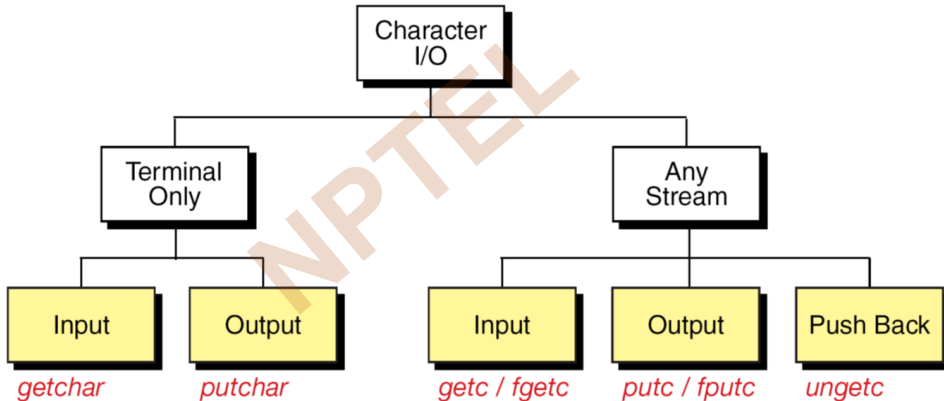 Character
I/O
Terminal
Only
Any
Stream
Input
Output
Input
Output
Push Back
getchar
putchar
getc / fgetc
putc / fputc
ungetc
NPTEL